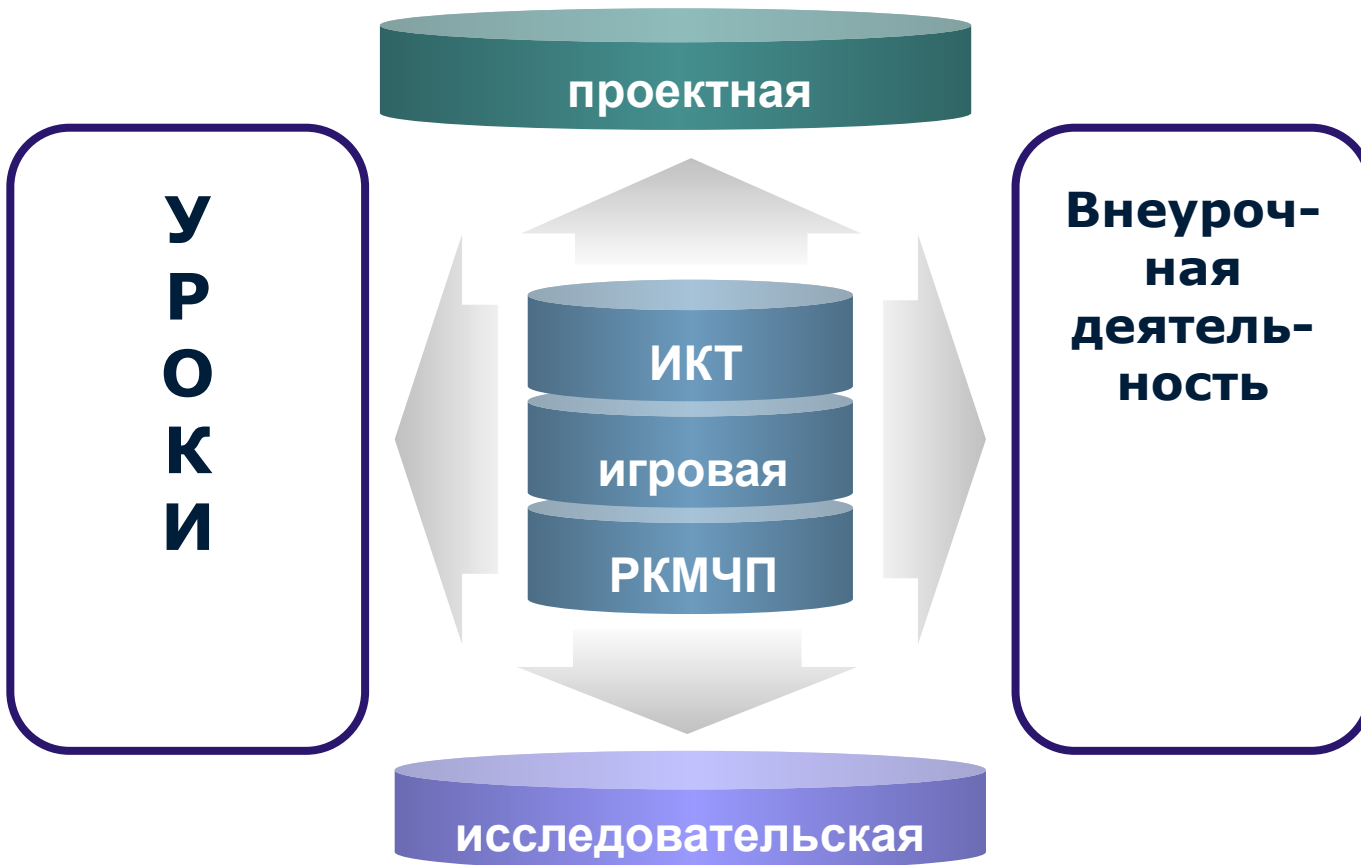 проектная
У
Р
О
К
И
ИКТ
игровая
РКМЧП
Внеуроч-
ная
деятель-
ность
исследовательская